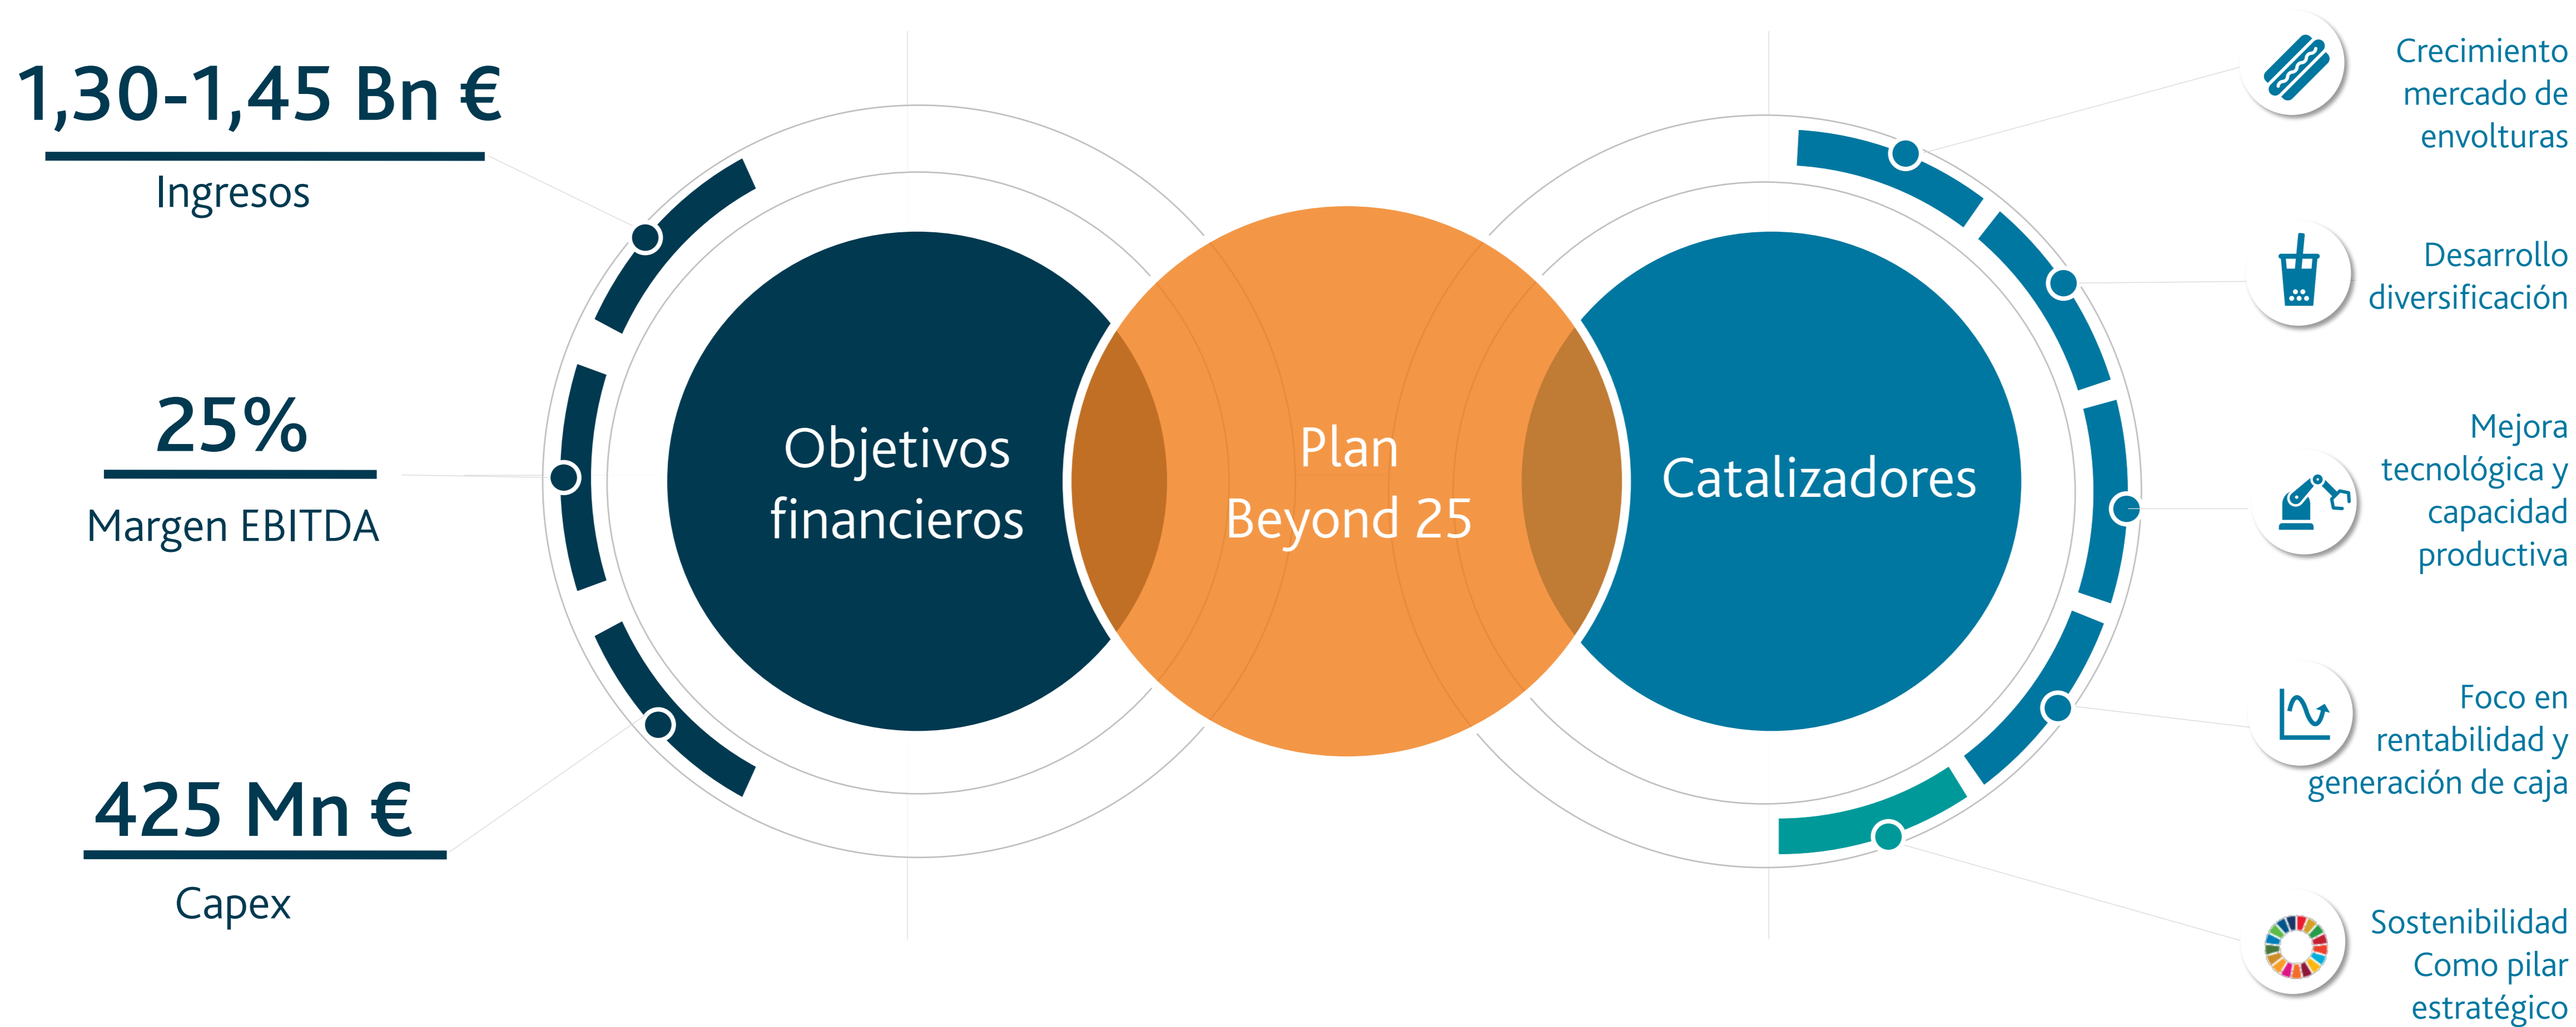 1,30-1,45 Bn €
Ingresos
25%
Margen EBITDA
425 Mn €
Capex
Objetivos
financieros
Plan
Beyond 25
Catalizadores
Crecimiento
mercado de
envolturas
Desarrollo
diversificación
Mejora
tecnológica y
capacidad
productiva
Foco en
rentabilidad y
generación de caja
Sostenibilidad
Como pilar
estratégico